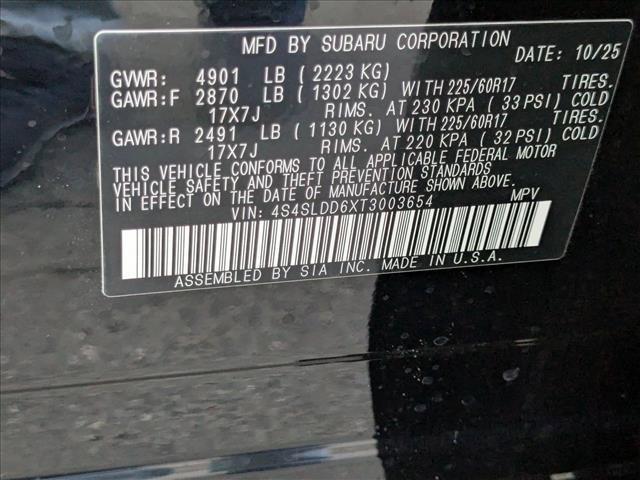 MFD BY SUBARU CORPORATION DATE: 10/25
GVWR: 4901 LB (2223 KG)
GAWR:F 2870 LB (1302 KG) WITH 225/60R17 TIRES.
17X7J RIMS. AT 230 KPA (33 PSI) COLD
GAWR:R 2491 LB (1130 KG) WITH 225/60R17 TIRES.
17X7J RIMS. AT 220 KPA (32 PSI) COLD
THIS VEHICLE CONFORMS TO ALL APPLICABLE FEDERAL MOTOR
VEHICLE SAFETY AND THEFT PREVENTION STANDARDS IN EFFECT
ON THE DATE OF MANUFACTURE SHOWN ABOVE.
VIN: 4S4SLDD6XT3003654 MPV
ASSEMBLED BY SIA INC. MADE IN U.S.A.